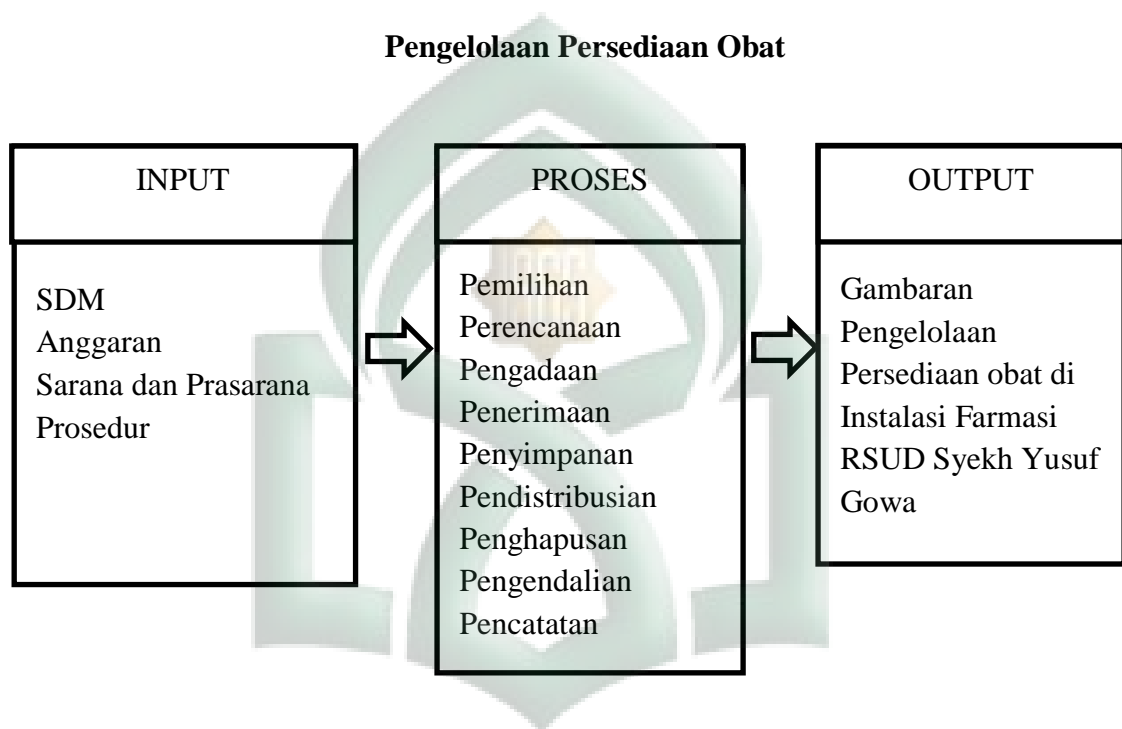 Pengelolaan Persediaan Obat
INPUT
SDM
Anggaran
Sarana dan Prasarana
Prosedur
PROSES
Pemilihan
Perencanaan
Pengadaan
Penerimaan
Penyimpanan
Pendistribusian
Penghapusan
Pengendalian
Pencatatan
OUTPUT
Gambaran
Pengelolaan
Persediaan obat di
Instalasi Farmasi
RSUD Syekh Yusuf
Gowa